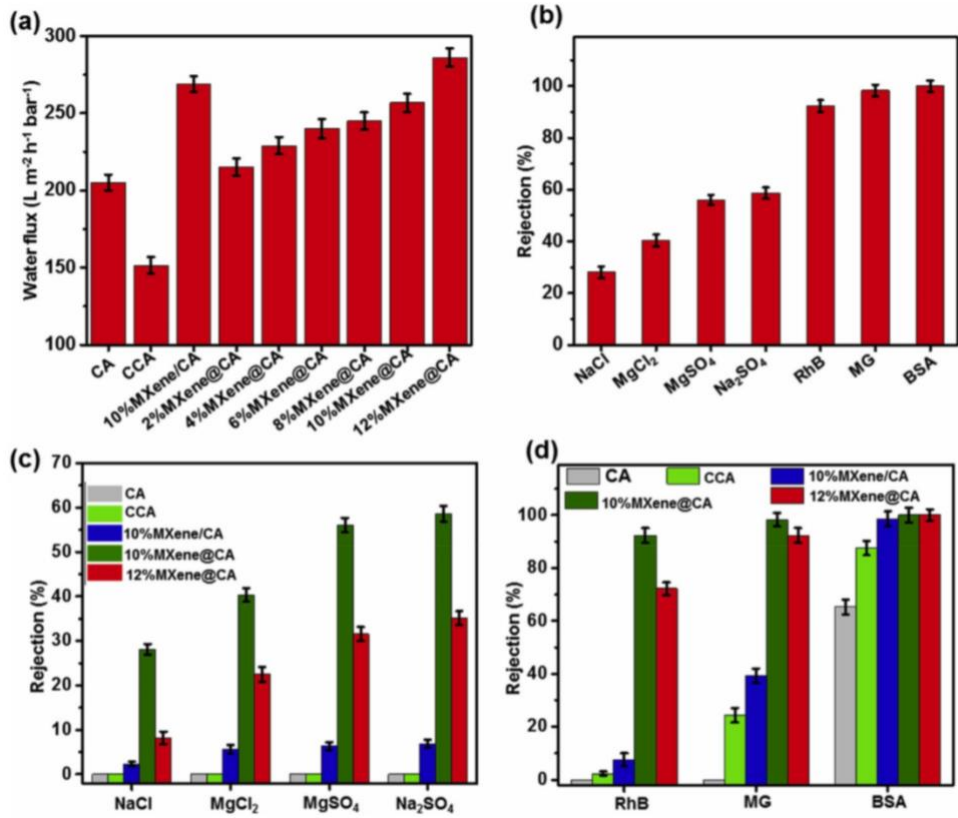 (a)
Water flux (L m⁻² h⁻¹ bar⁻¹)
300
250
200
150
100
CA
CCA
10%MXene/CA
2%MXene@CA
4%MXene@CA
6%MXene@CA
8%MXene@CA
10%MXene@CA
12%MXene@CA
(b)
Rejection (%)
100
80
60
40
20
0
NaCl
MgCl₂
MgSO₄
Na₂SO₄
RhB
MG
BSA
(c)
Rejection (%)
70
60
50
40
30
20
10
0
CA
CCA
10%MXene/CA
10%MXene@CA
12%MXene@CA
NaCl
MgCl₂
MgSO₄
Na₂SO₄
(d)
Rejection (%)
100
80
60
40
20
0
CA
CCA
10%MXene/CA
10%MXene@CA
12%MXene@CA
RhB
MG
BSA